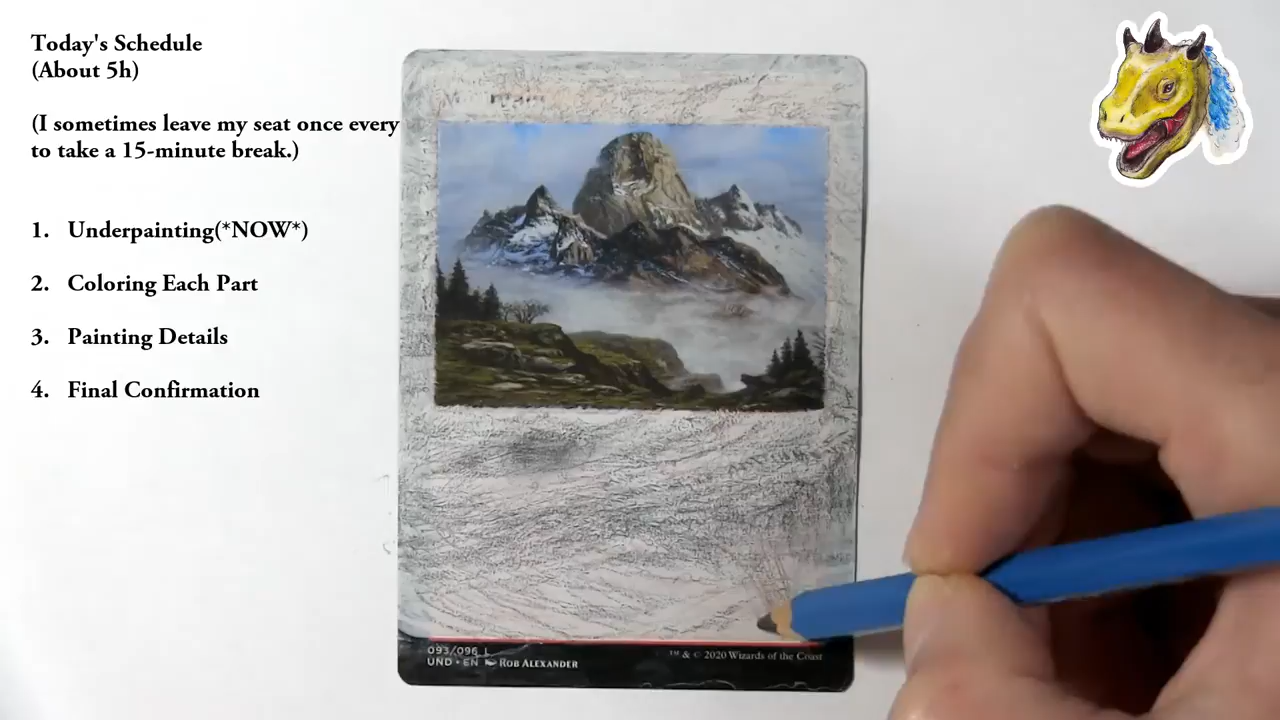 Today's Schedule
(About 5h)
(I sometimes leave my seat once every
to take a 15-minute break.)
1. Underpainting(*NOW*)
2. Coloring Each Part
3. Painting Details
4. Final Confirmation
093/096 L
UND • EN Rob Alexander
™ & © 2020 Wizards of the Coast